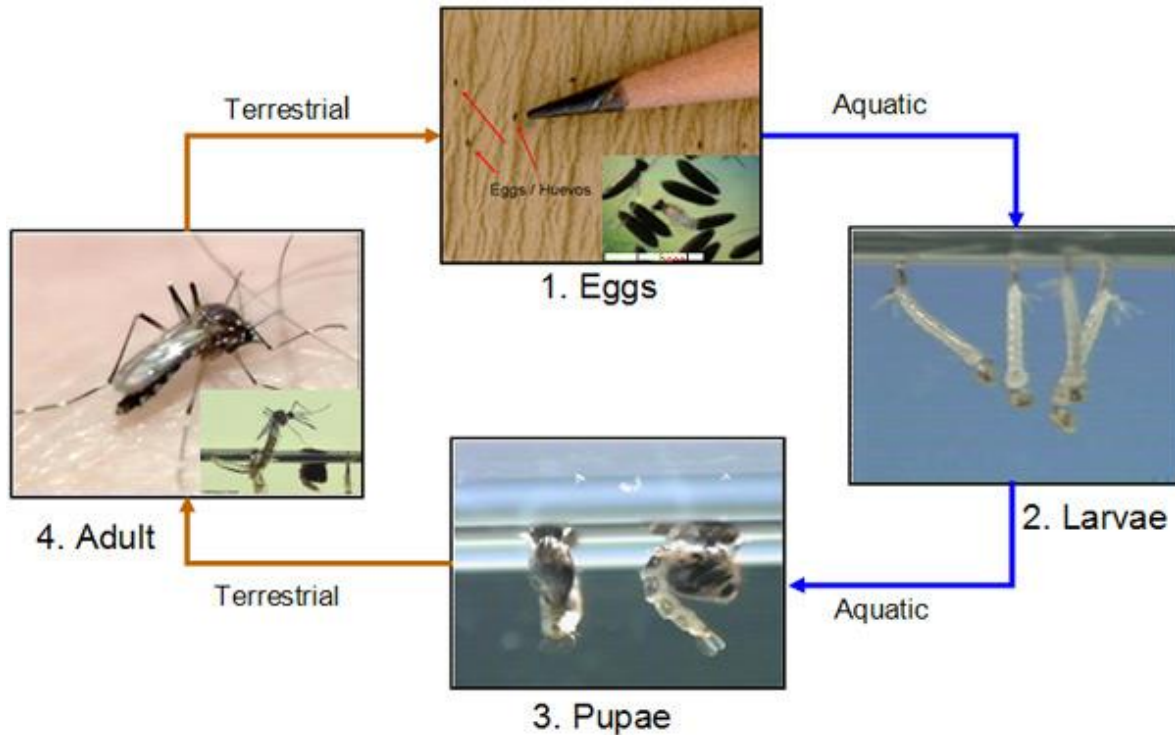 Terrestrial
Aquatic
Eggs / Huevos
1. Eggs
2. Larvae
4. Adult
Terrestrial
Aquatic
3. Pupae